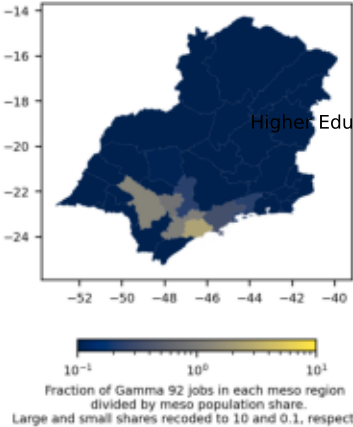 −14
−16
−18
Higher Edu
−20
−22
−24
−52 −50 −48 −46 −44 −42 −40
10⁻¹ 10⁰ 10¹
Fraction of Gamma 92 jobs in each meso region
divided by meso population share.
Large and small shares recoded to 10 and 0.1, respect